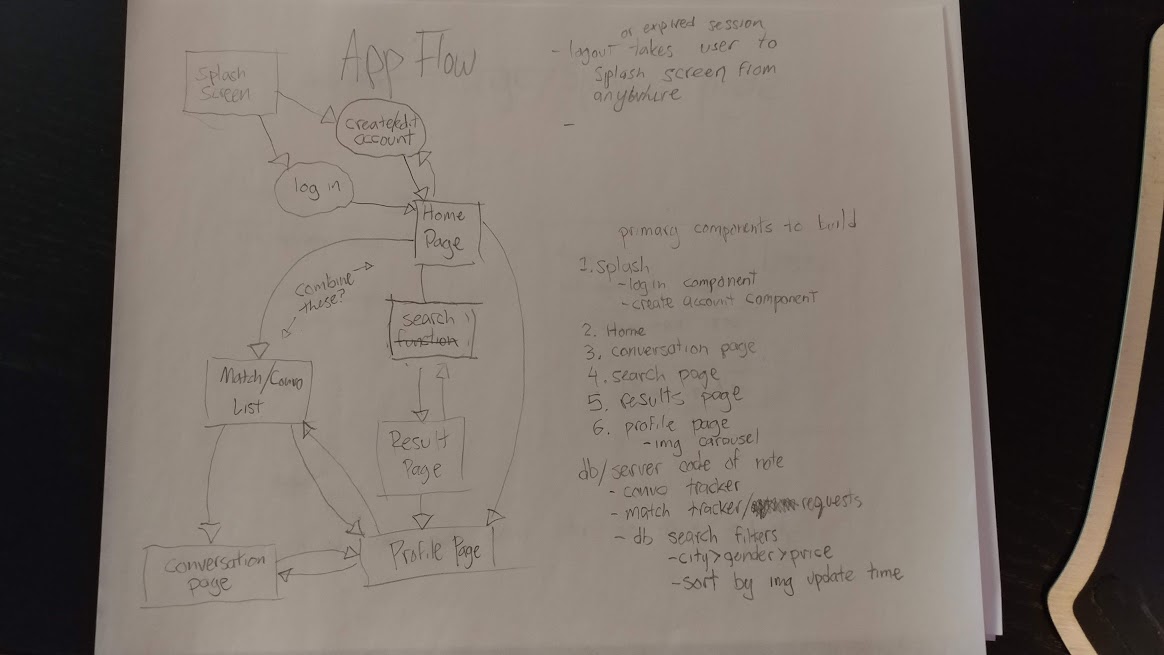 App Flow
Splash
Screen
create/edit
account
log in
Home
Page
combine
these?
search
function
Match/Convo
List
Result
Page
Conversation
page
Profile Page
or expired session
- logout takes user to
splash screen from
anywhere
-
primary components to build
1. splash
- log in component
- create account component
2. Home
3. conversation page
4. search page
5. results page
6. profile page
- img carousel
db/server code of note
- convo tracker
- match tracker/ requests
- db search filters
- city>gender>price
- sort by img update time